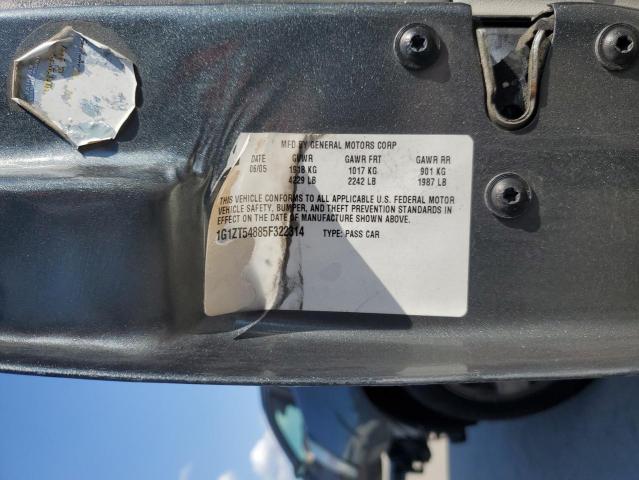 MFD BY GENERAL MOTORS CORP
DATE GVWR GAWR FRT GAWR RR
06/05 1918 KG 1017 KG 901 KG
4229 LB 2242 LB 1987 LB
THIS VEHICLE CONFORMS TO ALL APPLICABLE U.S. FEDERAL MOTOR
VEHICLE SAFETY, BUMPER, AND THEFT PREVENTION STANDARDS IN
EFFECT ON THE DATE OF MANUFACTURE SHOWN ABOVE.
1G1ZT54885F322314 TYPE: PASS CAR